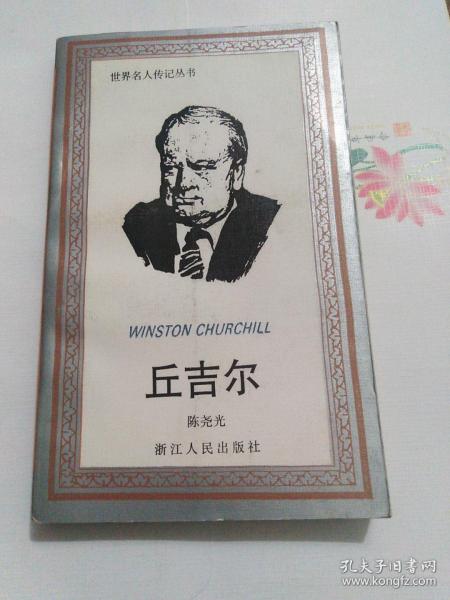 世界名人传记丛书
WINSTON CHURCHILL
丘吉尔
陈尧光
浙江人民出版社
孔夫子旧书网
www.kongfz.com